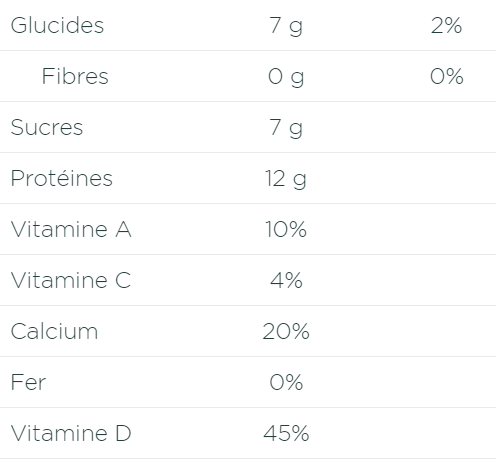 Glucides 7 g 2%
Fibres 0 g 0%
Sucres 7 g
Protéines 12 g
Vitamine A 10%
Vitamine C 4%
Calcium 20%
Fer 0%
Vitamine D 45%